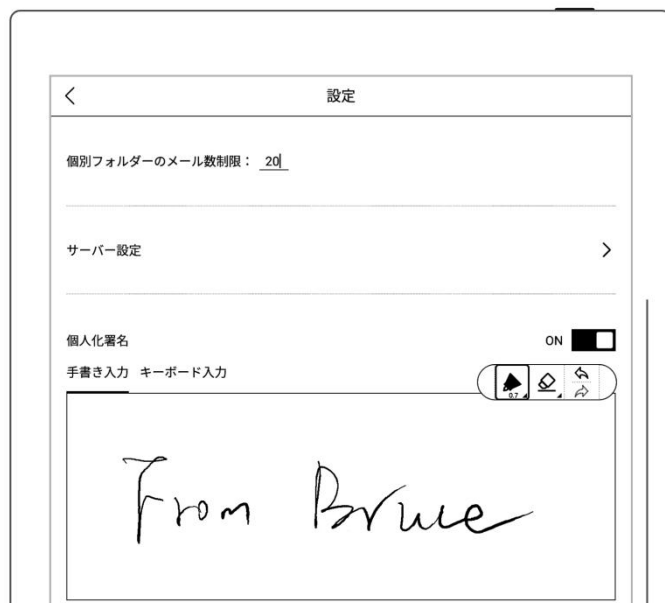 設定
個別フォルダーのメール数制限： 20
サーバー設定
個人化署名 ON
手書き入力 キーボード入力
0.7
From Bruce